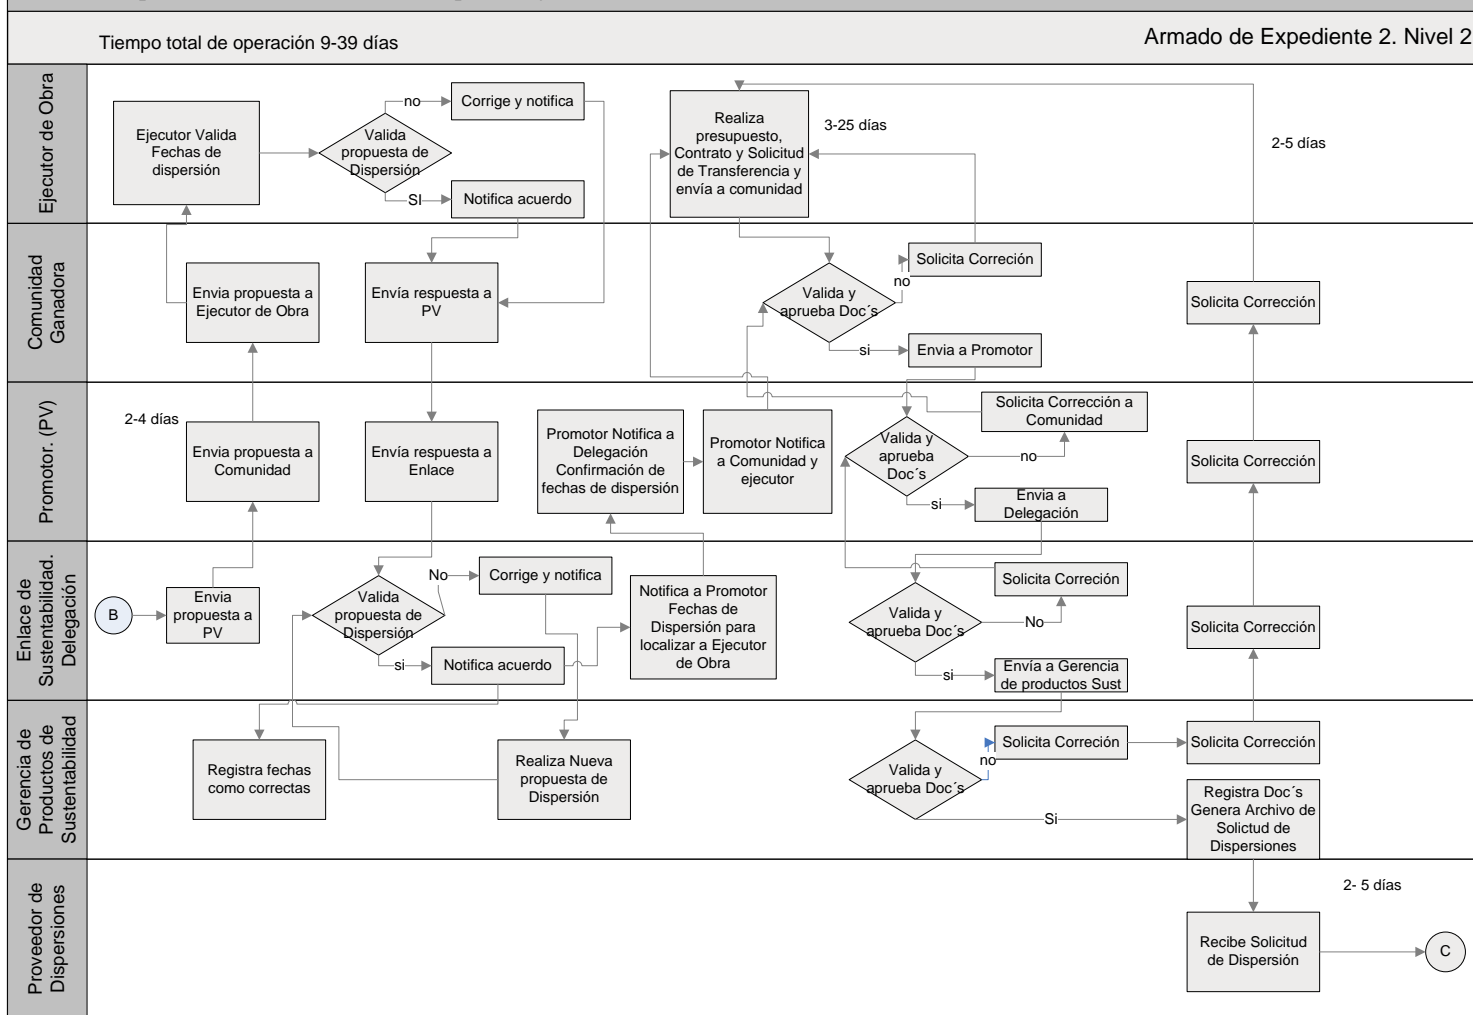 Tiempo total de operación 9-39 días
Armado de Expediente 2. Nivel 2
Ejecutor de Obra
Ejecutor Valida
Fechas de
dispersión
Valida
propuesta de
Dispersión
no
Corrige y notifica
SI
Notifica acuerdo
Realiza
presupuesto,
Contrato y Solicitud
de Transferencia y
envía a comunidad
3-25 días
2-5 días
Comunidad
Ganadora
Envia propuesta a
Ejecutor de Obra
Envía respuesta a
PV
Valida y
aprueba Doc´s
no
Solicita Correción
si
Envia a Promotor
Solicita Corrección
Promotor. (PV)
2-4 días
Envia propuesta a
Comunidad
Envía respuesta a
Enlace
Promotor Notifica a
Delegación
Confirmación de
fechas de dispersión
Promotor Notifica
a Comunidad y
ejecutor
Valida y
aprueba
Doc´s
no
Solicita Corrección a
Comunidad
si
Envia a
Delegación
Solicita Corrección
Enlace de
Sustentabilidad.
Delegación
B
Envia
propuesta a
PV
Valida
propuesta de
Dispersión
No
Corrige y notifica
si
Notifica acuerdo
Notifica a Promotor
Fechas de
Dispersión para
localizar a Ejecutor
de Obra
Valida y
aprueba Doc´s
No
Solicita Correción
si
Envía a Gerencia
de productos Sust
Solicita Corrección
Gerencia de
Productos de
Sustentabilidad
Registra fechas
como correctas
Realiza Nueva
propuesta de
Dispersión
Valida y
aprueba Doc´s
no
Solicita Correción
Si
Solicita Corrección
Registra Doc´s
Genera Archivo de
Solictud de
Dispersiones
Proveedor de
Dispersiones
2- 5 días
Recibe Solicitud
de Dispersión
C